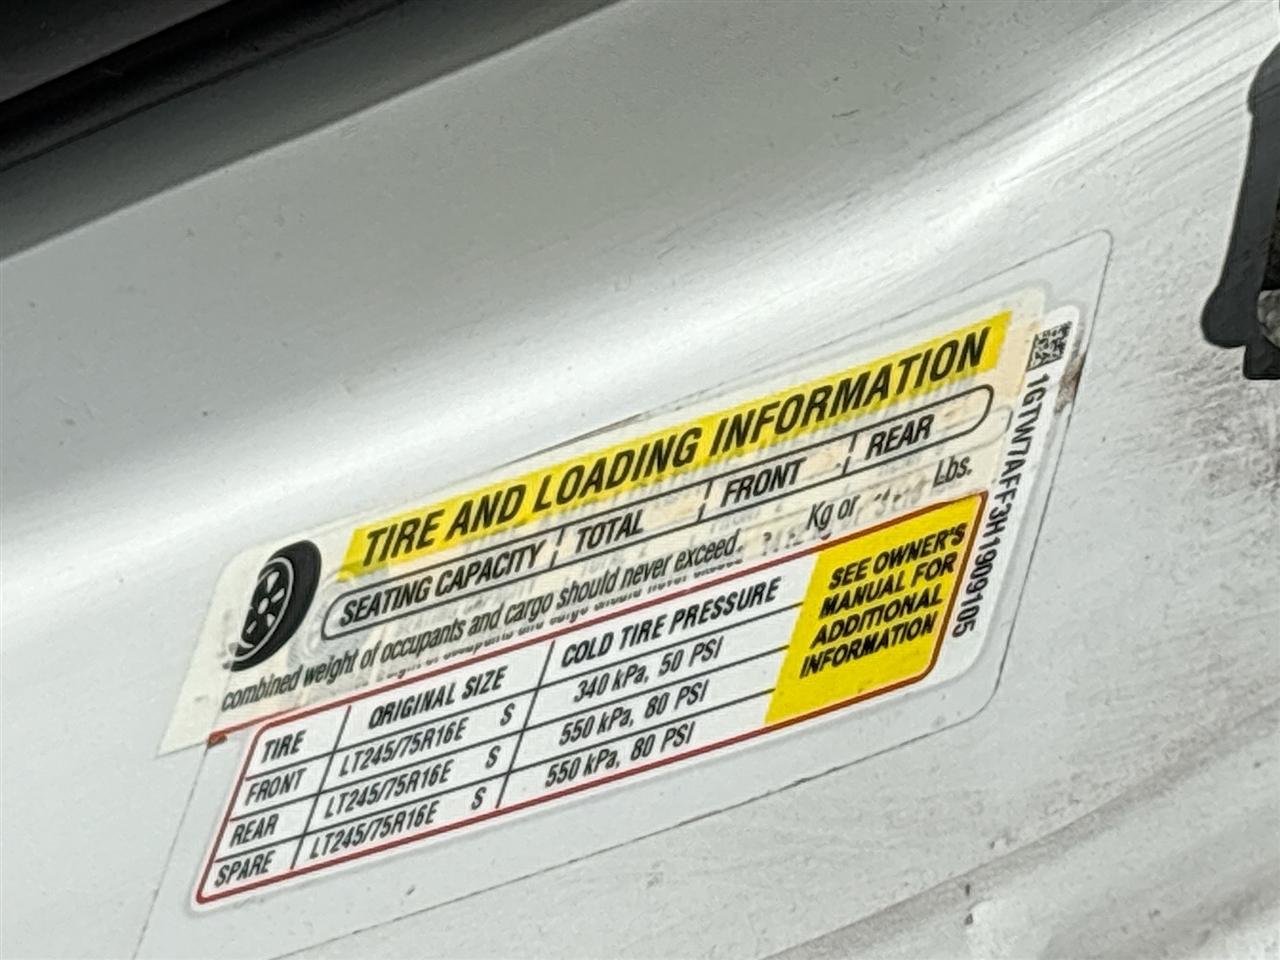 TIRE AND LOADING INFORMATION
SEATING CAPACITY TOTAL FRONT REAR
combined weight of occupants and cargo should never exceed Kg or Lbs.
TIRE ORIGINAL SIZE COLD TIRE PRESSURE
FRONT LT245/75R16E S 340 kPa, 50 PSI
REAR LT245/75R16E S 550 kPa, 80 PSI
SPARE LT245/75R16E S 550 kPa, 80 PSI
SEE OWNER'S
MANUAL FOR
ADDITIONAL
INFORMATION
1GTW7AFF3H1909105